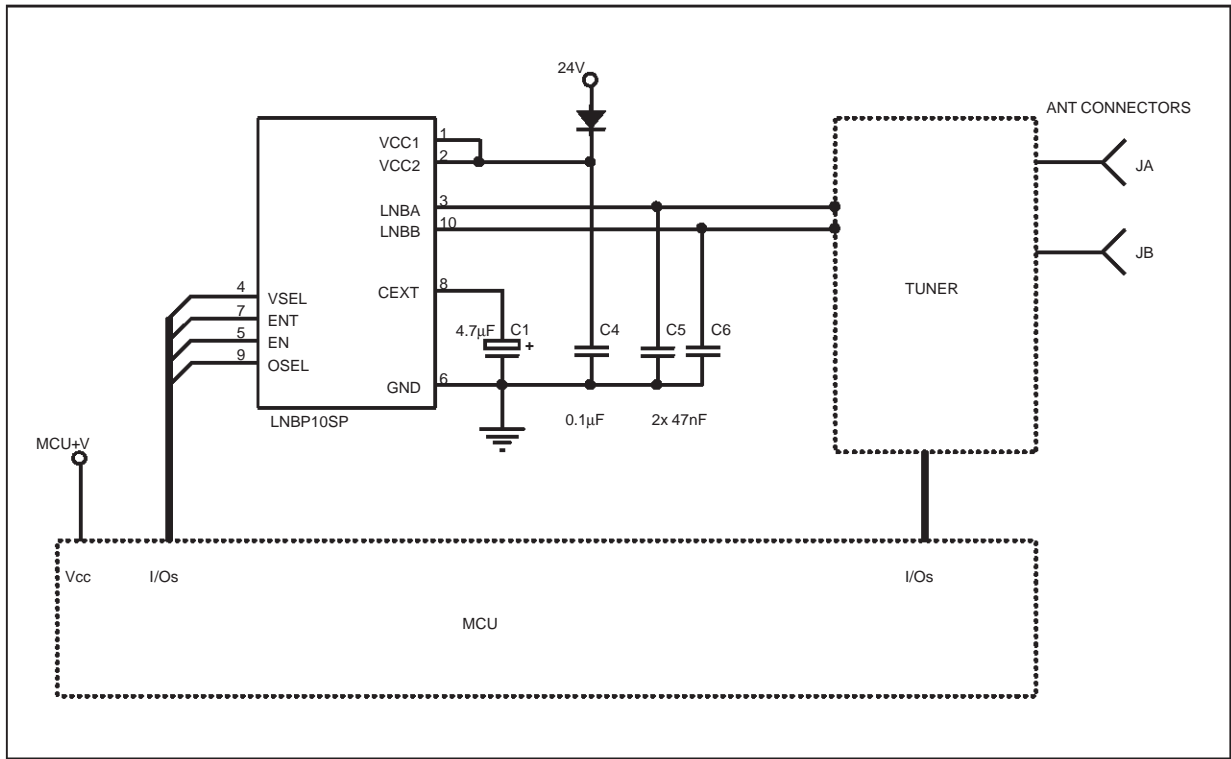 24V
ANT CONNECTORS
VCC1
1
VCC2
2
JA
LNBA
3
LNBB
10
JB
TUNER
CEXT
8
4
VSEL
7
ENT
5
EN
9
OSEL
4.7µF
C1
+
C4
C5
C6
GND
6
LNBP10SP
0.1µF
2x 47nF
MCU+V
Vcc
I/Os
I/Os
MCU